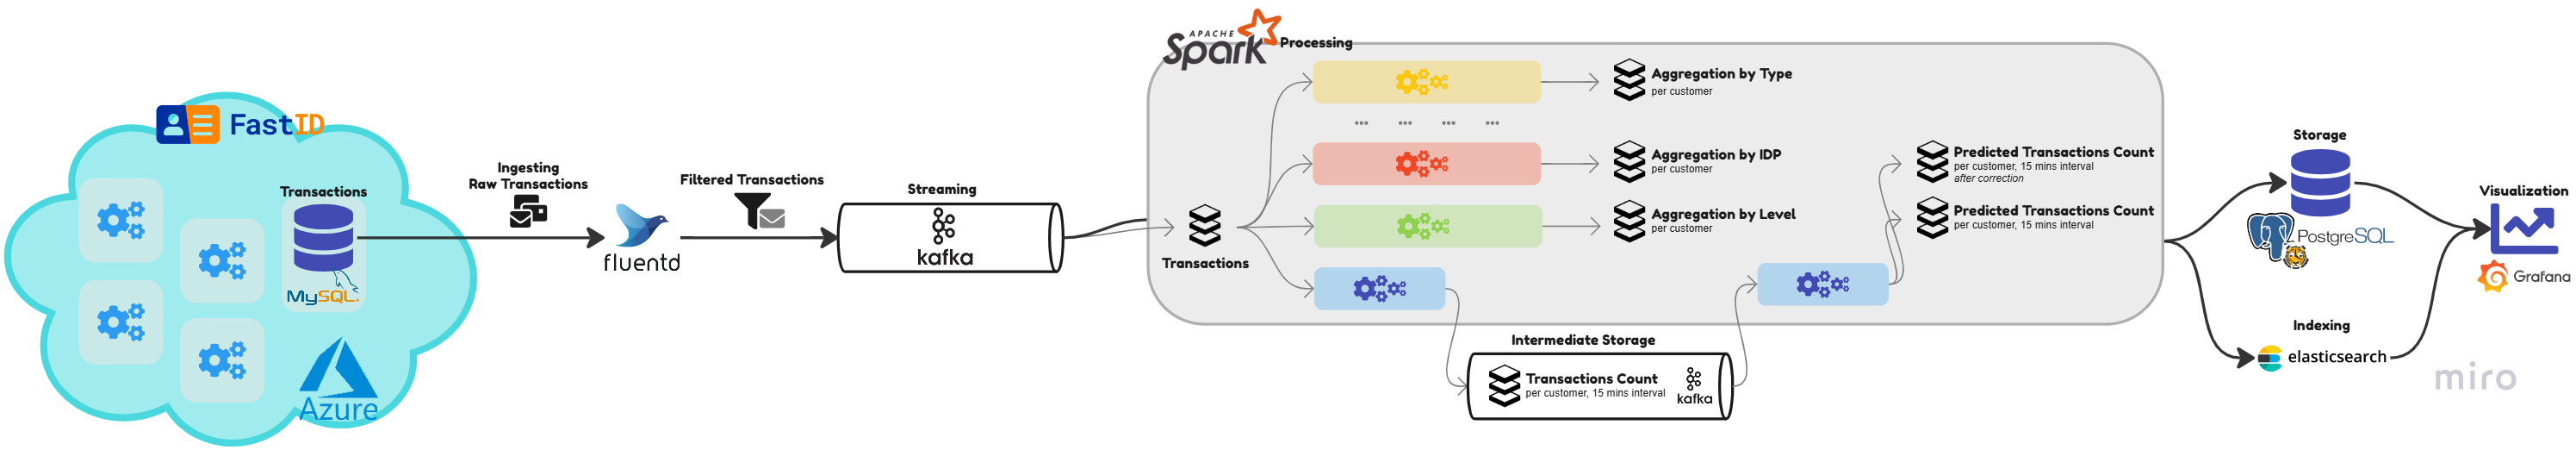 FastID
Transactions
MySQL
Azure
Ingesting
Raw Transactions
fluentd
Filtered Transactions
Streaming
kafka
APACHE
Spark
Processing
Transactions
Aggregation by Type
per customer
... ... ... ...
Aggregation by IDP
per customer
Aggregation by Level
per customer
Intermediate Storage
Transactions Count
per customer, 15 mins interval
kafka
Predicted Transactions Count
per customer, 15 mins interval
after correction
Predicted Transactions Count
per customer, 15 mins interval
Storage
PostgreSQL
Indexing
elasticsearch
Visualization
Grafana
miro